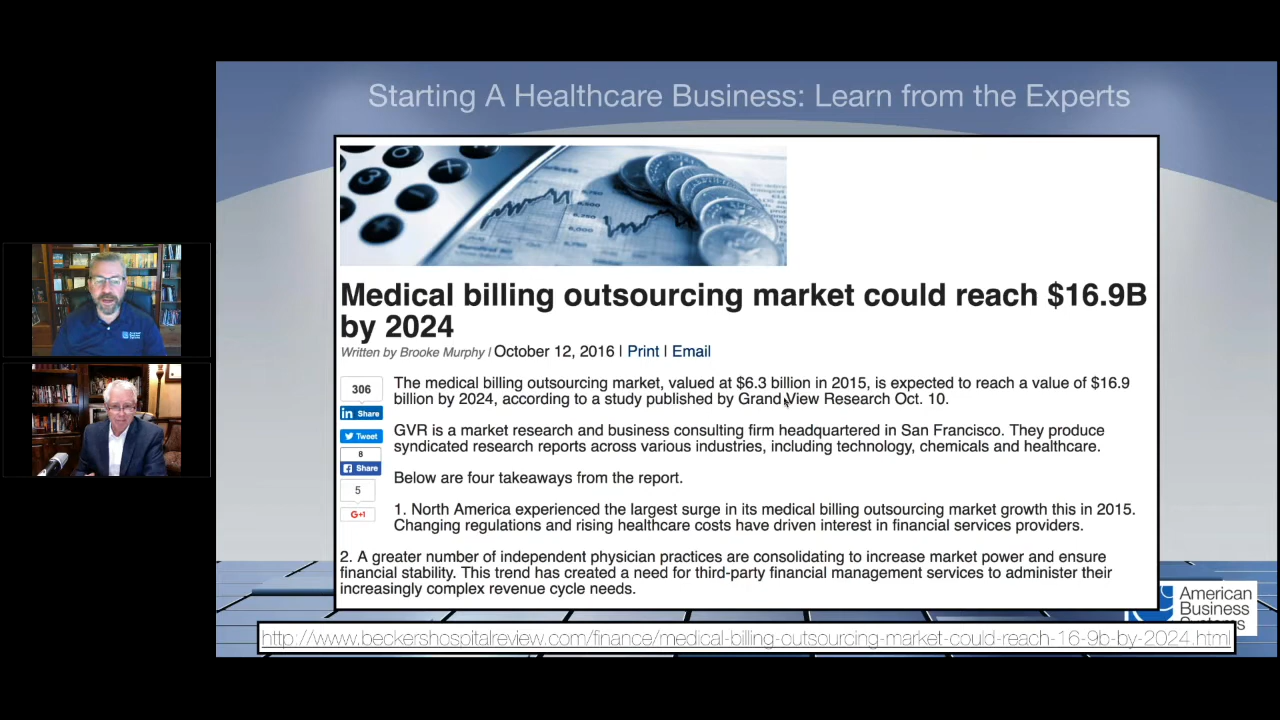 Starting A Healthcare Business: Learn from the Experts
Medical billing outsourcing market could reach $16.9B
by 2024
Written by Brooke Murphy | October 12, 2016 | Print | Email
306
in Share
Tweet
8
Share
5
G+1
The medical billing outsourcing market, valued at $6.3 billion in 2015, is expected to reach a value of $16.9
billion by 2024, according to a study published by Grand View Research Oct. 10.
GVR is a market research and business consulting firm headquartered in San Francisco. They produce
syndicated research reports across various industries, including technology, chemicals and healthcare.
Below are four takeaways from the report.
1. North America experienced the largest surge in its medical billing outsourcing market growth this in 2015.
Changing regulations and rising healthcare costs have driven interest in financial services providers.
2. A greater number of independent physician practices are consolidating to increase market power and ensure
financial stability. This trend has created a need for third-party financial management services to administer their
increasingly complex revenue cycle needs.
American
Business
Systems
http://www.beckershospitalreview.com/finance/medical-billing-outsourcing-market-could-reach-16-9b-by-2024.html